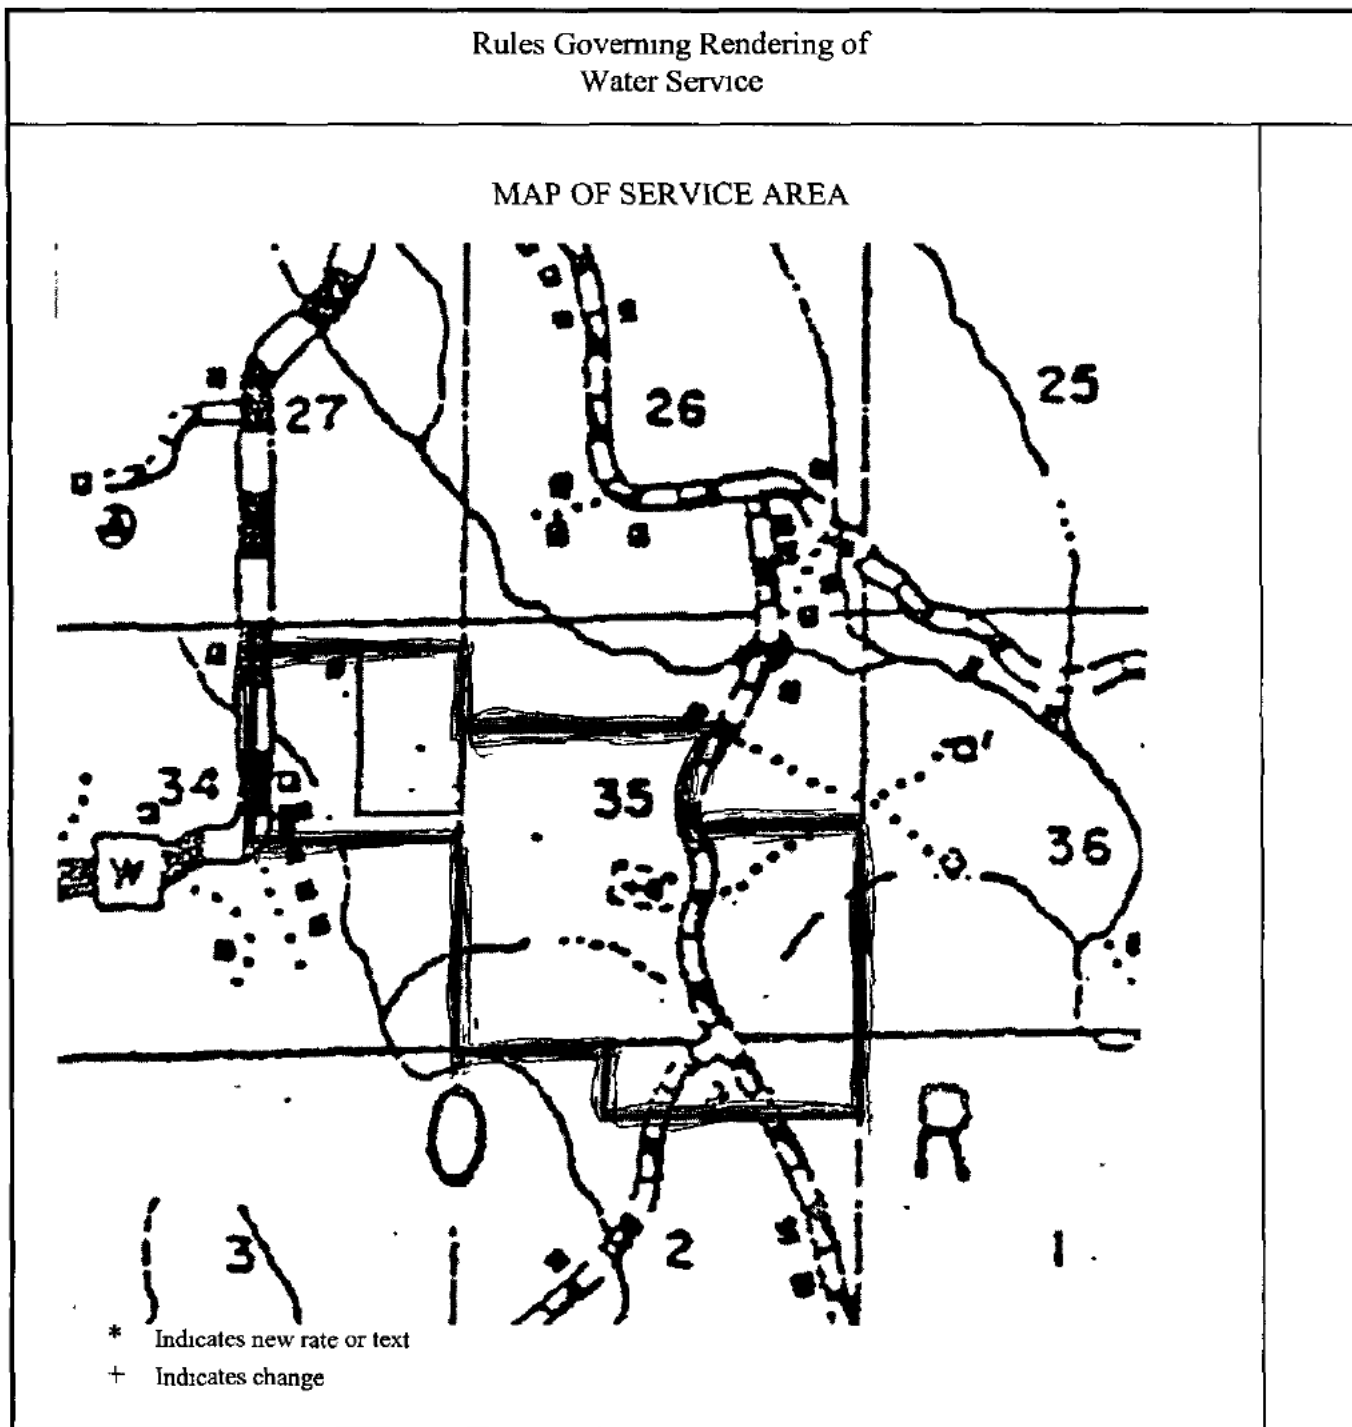 Rules Governing Rendering of
Water Service
MAP OF SERVICE AREA
25
27
26
34
35
36
W
O
R
3
2
1
* Indicates new rate or text
+ Indicates change